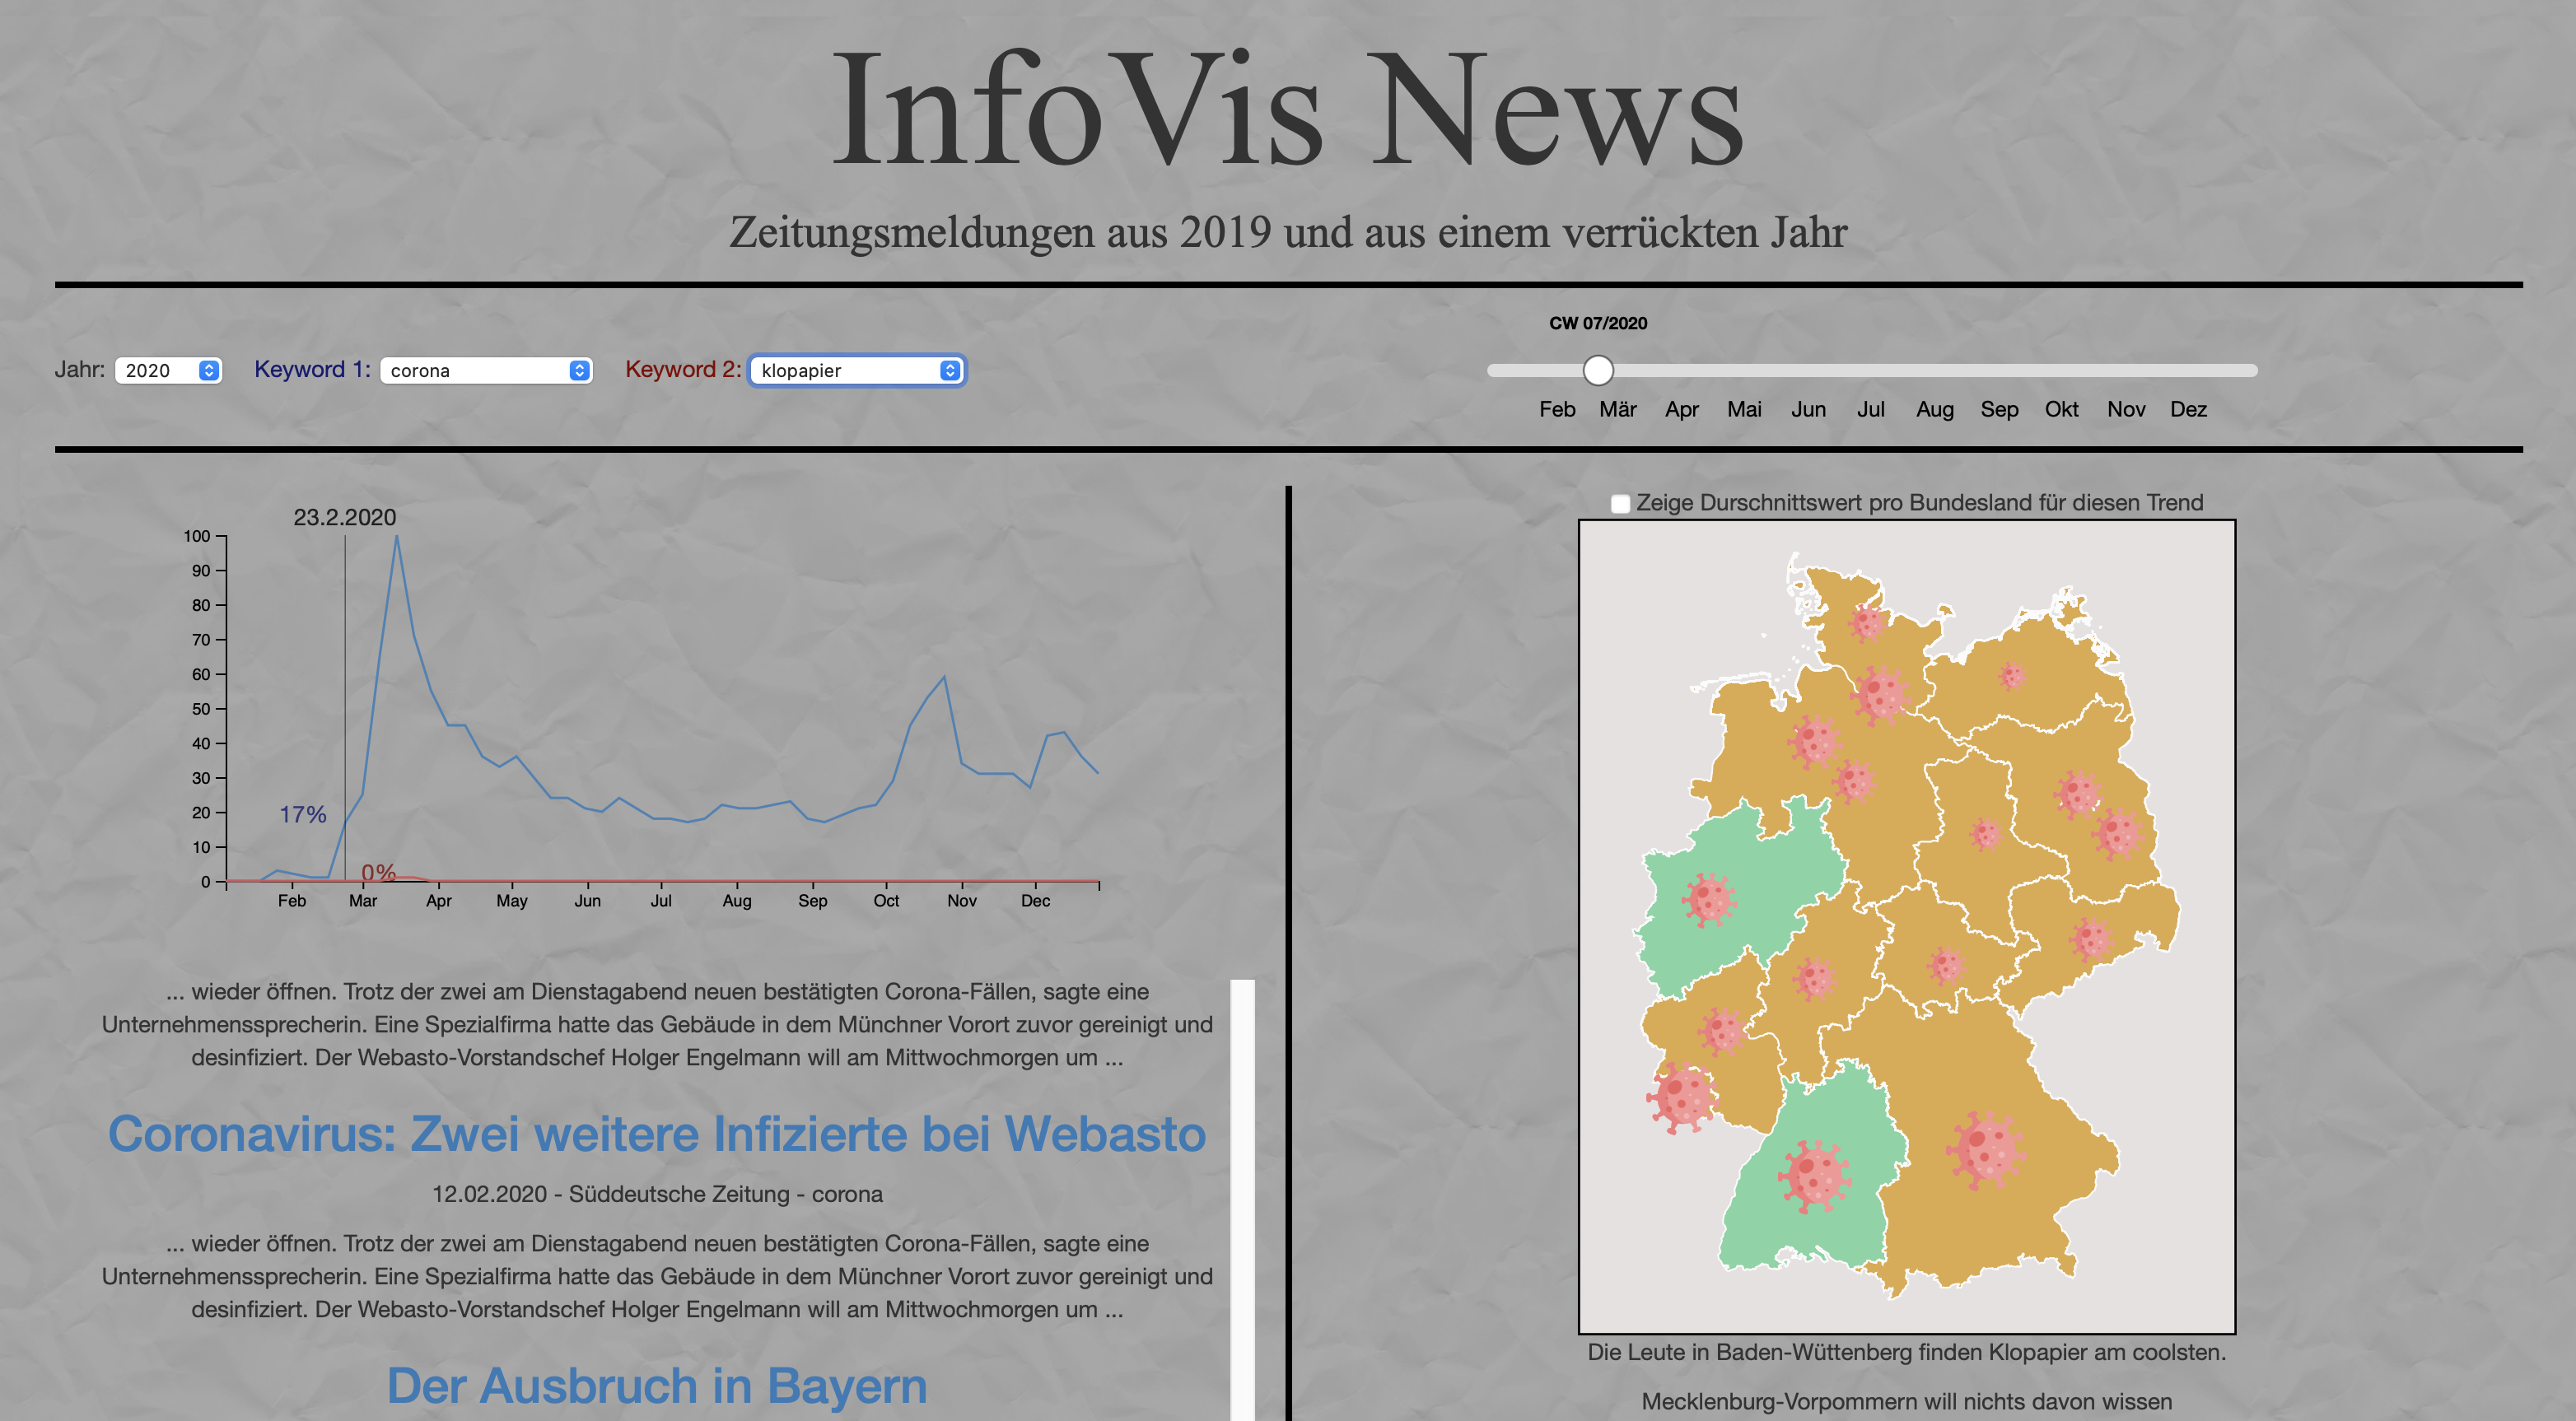 InfoVis News
Zeitungsmeldungen aus 2019 und aus einem verrückten Jahr
Jahr: 2020 Keyword 1: corona Keyword 2: klopapier
CW 07/2020
Feb Mär Apr Mai Jun Jul Aug Sep Okt Nov Dez
23.2.2020
100
90
80
70
60
50
40
30
20
10
0
17%
0%
Feb Mar Apr May Jun Jul Aug Sep Oct Nov Dec
... wieder öffnen. Trotz der zwei am Dienstagabend neuen bestätigten Corona-Fällen, sagte eine
Unternehmenssprecherin. Eine Spezialfirma hatte das Gebäude in dem Münchner Vorort zuvor gereinigt und
desinfiziert. Der Webasto-Vorstandschef Holger Engelmann will am Mittwochmorgen um ...
Coronavirus: Zwei weitere Infizierte bei Webasto
12.02.2020 - Süddeutsche Zeitung - corona
... wieder öffnen. Trotz der zwei am Dienstagabend neuen bestätigten Corona-Fällen, sagte eine
Unternehmenssprecherin. Eine Spezialfirma hatte das Gebäude in dem Münchner Vorort zuvor gereinigt und
desinfiziert. Der Webasto-Vorstandschef Holger Engelmann will am Mittwochmorgen um ...
Der Ausbruch in Bayern
Zeige Durschnittswert pro Bundesland für diesen Trend
Die Leute in Baden-Wüttenberg finden Klopapier am coolsten.
Mecklenburg-Vorpommern will nichts davon wissen